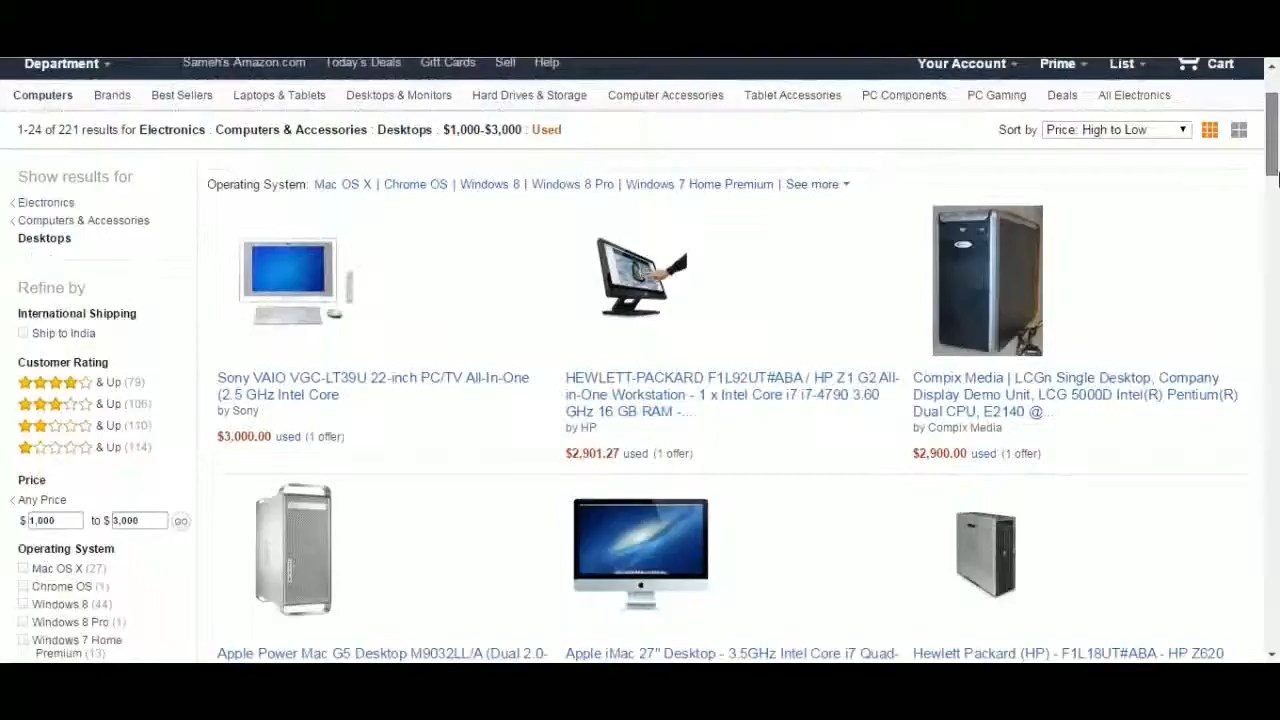 Department Sameh's Amazon.com Today's Deals Gift Cards Sell Help Your Account Prime List Cart
Computers Brands Best Sellers Laptops & Tablets Desktops & Monitors Hard Drives & Storage Computer Accessories Tablet Accessories PC Components PC Gaming Deals All Electronics
1-24 of 221 results for Electronics : Computers & Accessories : Desktops : $1,000-$3,000 : Used Sort by Price: High to Low
Show results for
Electronics
Computers & Accessories
Desktops
Refine by
International Shipping
Ship to India
Customer Rating
& Up (79)
& Up (106)
& Up (110)
& Up (114)
Price
Any Price
$ 1,000 to $ 3,000 GO
Operating System
Mac OS X (27)
Chrome OS (1)
Windows 8 (44)
Windows 8 Pro (1)
Windows 7 Home
Premium (13)
Operating System: Mac OS X | Chrome OS | Windows 8 | Windows 8 Pro | Windows 7 Home Premium | See more
Sony VAIO VGC-LT39U 22-inch PC/TV All-In-One
(2.5 GHz Intel Core
by Sony
$3,000.00 used (1 offer)
HEWLETT-PACKARD F1L92UT#ABA / HP Z1 G2 All-
in-One Workstation - 1 x Intel Core i7 i7-4790 3.60
GHz 16 GB RAM -...
by HP
$2,901.27 used (1 offer)
Compix Media | LCGn Single Desktop, Company
Display Demo Unit, LCG 5000D Intel(R) Pentium(R)
Dual CPU, E2140 @...
by Compix Media
$2,900.00 used (1 offer)
Apple Power Mac G5 Desktop M9032LL/A (Dual 2.0-
Apple iMac 27" Desktop - 3.5GHz Intel Core i7 Quad-
Hewlett Packard (HP) - F1L18UT#ABA - HP Z620